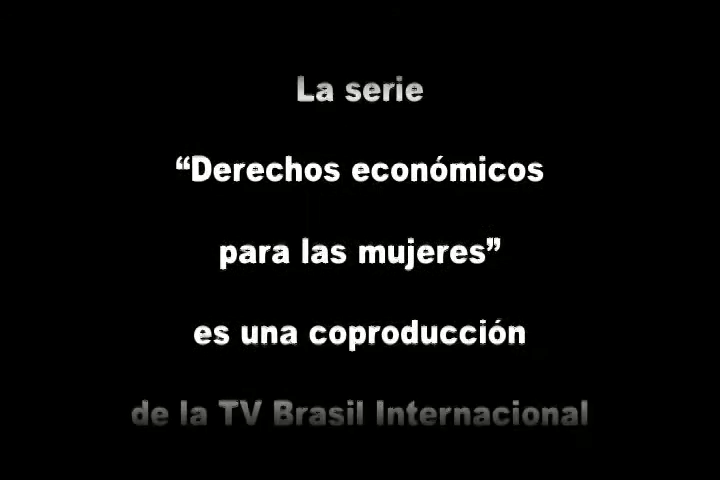 La serie
“Derechos económicos
para las mujeres”
es una coproducción
de la TV Brasil Internacional